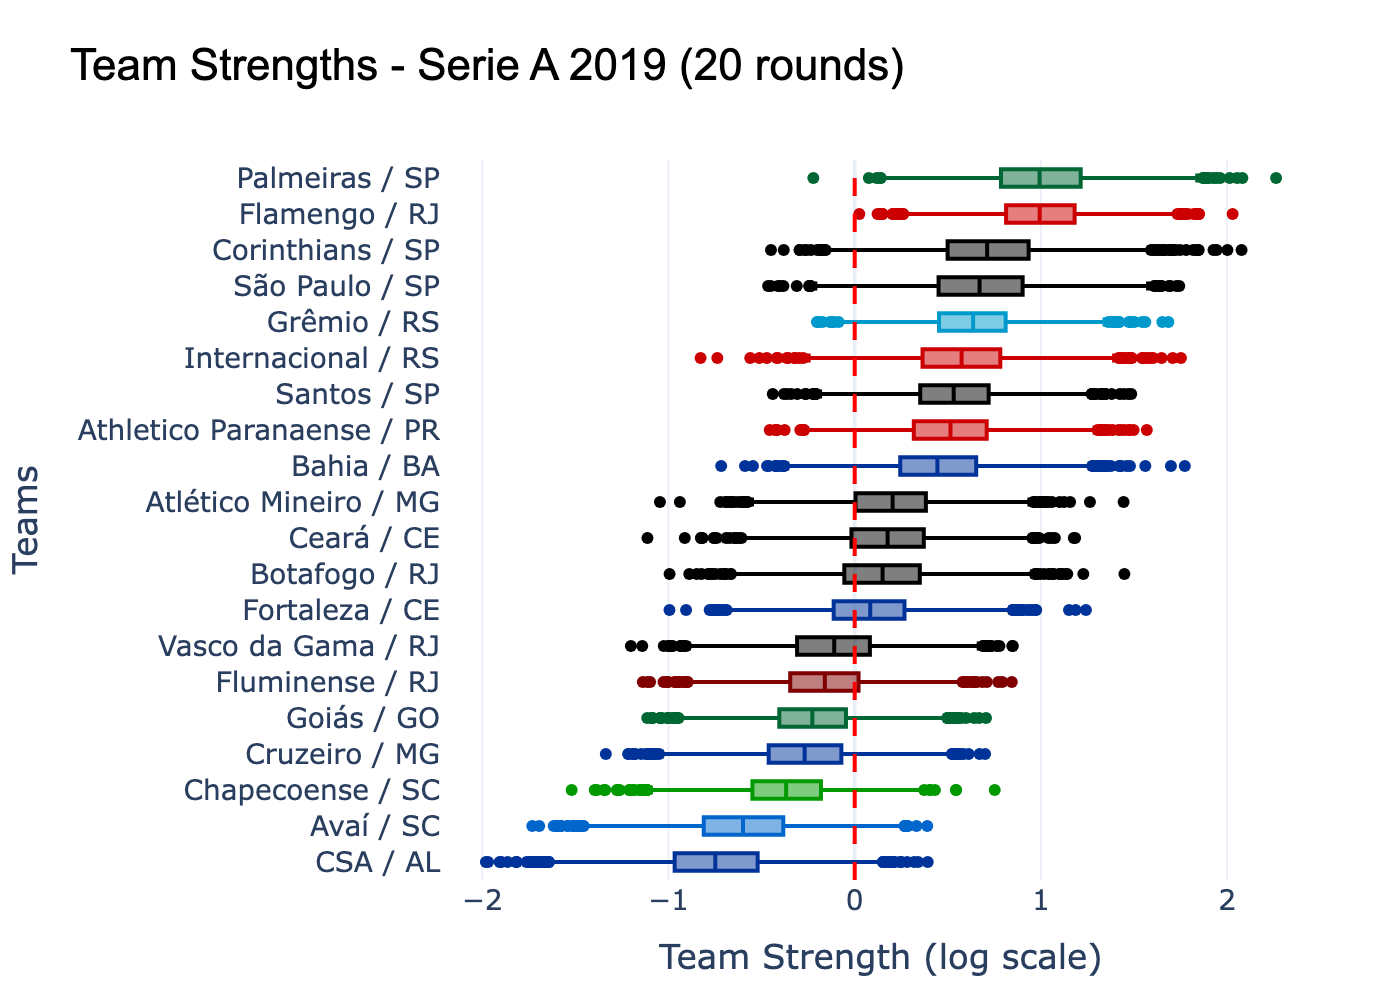 Team Strengths - Serie A 2019 (20 rounds)
Teams
Palmeiras / SP
Flamengo / RJ
Corinthians / SP
São Paulo / SP
Grêmio / RS
Internacional / RS
Santos / SP
Athletico Paranaense / PR
Bahia / BA
Atlético Mineiro / MG
Ceará / CE
Botafogo / RJ
Fortaleza / CE
Vasco da Gama / RJ
Fluminense / RJ
Goiás / GO
Cruzeiro / MG
Chapecoense / SC
Avaí / SC
CSA / AL
−2 −1 0 1 2
Team Strength (log scale)